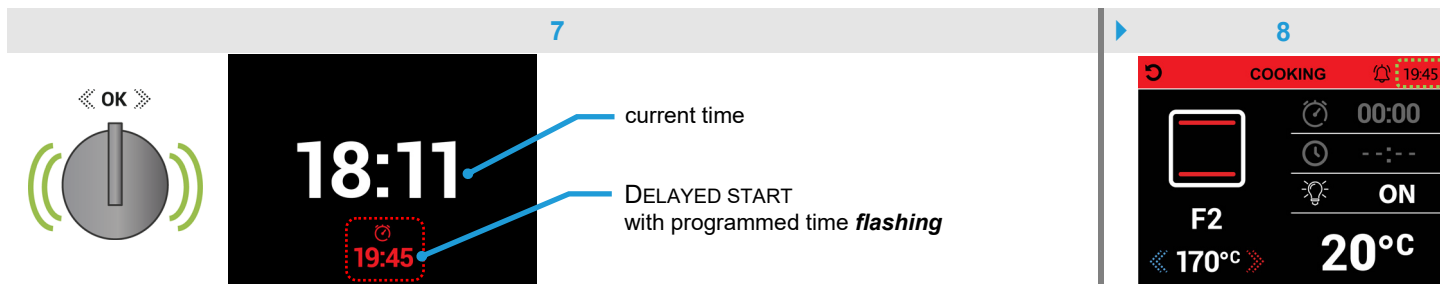 7
8
OK
18:11
19:45
current time
DELAYED START
with programmed time flashing
COOKING 19:45
00:00
--:--
ON
F2
170°C
20°C